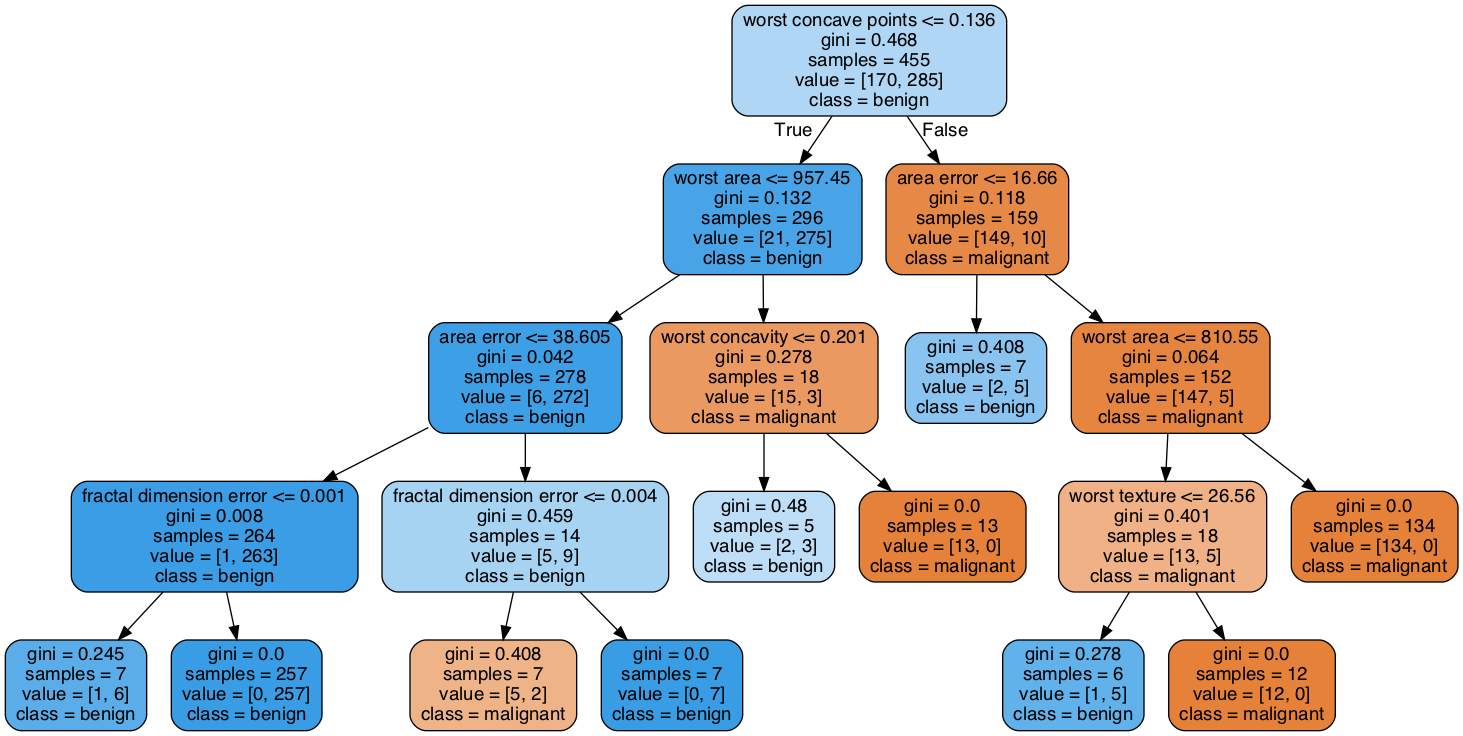 worst concave points <= 0.136
gini = 0.468
samples = 455
value = [170, 285]
class = benign
True
False
worst area <= 957.45
gini = 0.132
samples = 296
value = [21, 275]
class = benign
area error <= 16.66
gini = 0.118
samples = 159
value = [149, 10]
class = malignant
area error <= 38.605
gini = 0.042
samples = 278
value = [6, 272]
class = benign
worst concavity <= 0.201
gini = 0.278
samples = 18
value = [15, 3]
class = malignant
gini = 0.408
samples = 7
value = [2, 5]
class = benign
worst area <= 810.55
gini = 0.064
samples = 152
value = [147, 5]
class = malignant
fractal dimension error <= 0.001
gini = 0.008
samples = 264
value = [1, 263]
class = benign
fractal dimension error <= 0.004
gini = 0.459
samples = 14
value = [5, 9]
class = benign
gini = 0.48
samples = 5
value = [2, 3]
class = benign
gini = 0.0
samples = 13
value = [13, 0]
class = malignant
worst texture <= 26.56
gini = 0.401
samples = 18
value = [13, 5]
class = malignant
gini = 0.0
samples = 134
value = [134, 0]
class = malignant
gini = 0.245
samples = 7
value = [1, 6]
class = benign
gini = 0.0
samples = 257
value = [0, 257]
class = benign
gini = 0.408
samples = 7
value = [5, 2]
class = malignant
gini = 0.0
samples = 7
value = [0, 7]
class = benign
gini = 0.278
samples = 6
value = [1, 5]
class = benign
gini = 0.0
samples = 12
value = [12, 0]
class = malignant